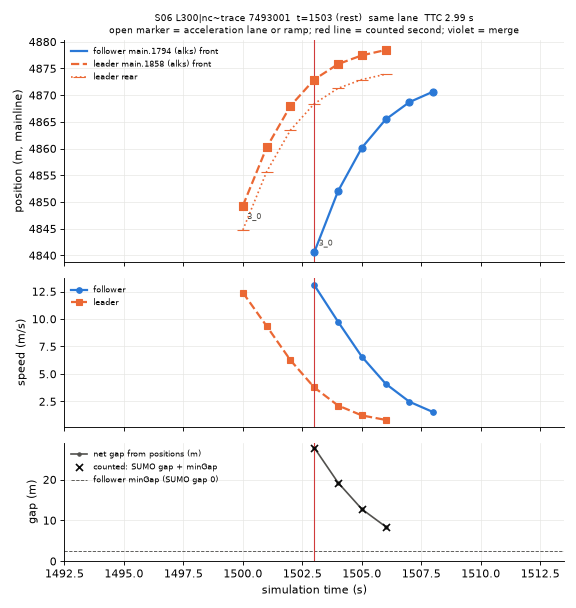 S06 L300|nc~trace 7493001  t=1503 (rest)  same lane  TTC 2.99 s
open marker = acceleration lane or ramp; red line = counted second; violet = merge
position (m, mainline)
4880
4875
4870
4865
4860
4855
4850
4845
4840
follower main.1794 (alks) front
leader main.1858 (alks) front
leader rear
3_0
3_0
speed (m/s)
12.5
10.0
7.5
5.0
2.5
follower
leader
gap (m)
20
10
0
net gap from positions (m)
counted: SUMO gap + minGap
follower minGap (SUMO gap 0)
1492.5 1495.0 1497.5 1500.0 1502.5 1505.0 1507.5 1510.0 1512.5
simulation time (s)